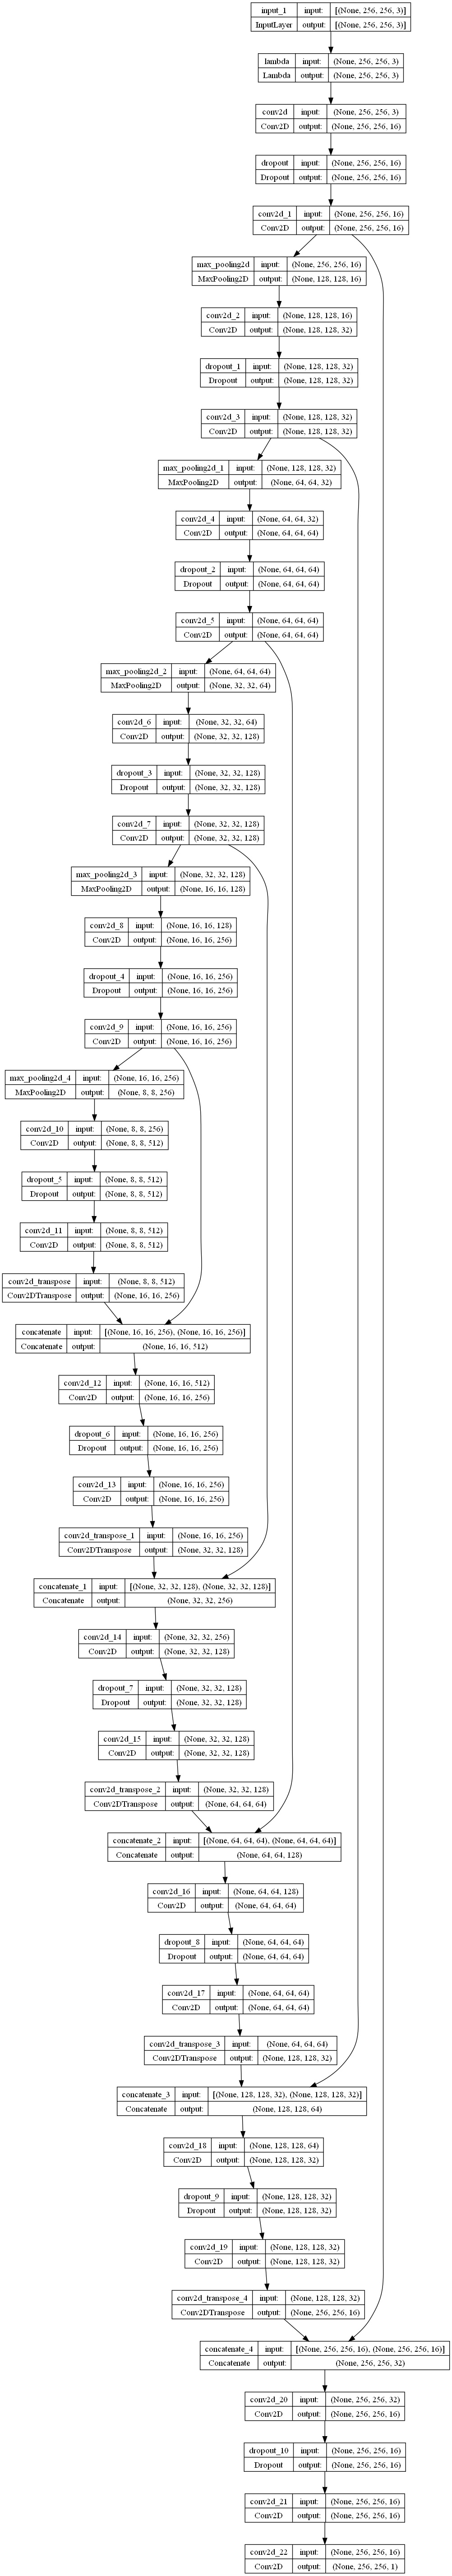 input_1 input: [(None, 256, 256, 3)]
InputLayer output: [(None, 256, 256, 3)]
lambda input: (None, 256, 256, 3)
Lambda output: (None, 256, 256, 3)
conv2d input: (None, 256, 256, 3)
Conv2D output: (None, 256, 256, 16)
dropout input: (None, 256, 256, 16)
Dropout output: (None, 256, 256, 16)
conv2d_1 input: (None, 256, 256, 16)
Conv2D output: (None, 256, 256, 16)
max_pooling2d input: (None, 256, 256, 16)
MaxPooling2D output: (None, 128, 128, 16)
conv2d_2 input: (None, 128, 128, 16)
Conv2D output: (None, 128, 128, 32)
dropout_1 input: (None, 128, 128, 32)
Dropout output: (None, 128, 128, 32)
conv2d_3 input: (None, 128, 128, 32)
Conv2D output: (None, 128, 128, 32)
max_pooling2d_1 input: (None, 128, 128, 32)
MaxPooling2D output: (None, 64, 64, 32)
conv2d_4 input: (None, 64, 64, 32)
Conv2D output: (None, 64, 64, 64)
dropout_2 input: (None, 64, 64, 64)
Dropout output: (None, 64, 64, 64)
conv2d_5 input: (None, 64, 64, 64)
Conv2D output: (None, 64, 64, 64)
max_pooling2d_2 input: (None, 64, 64, 64)
MaxPooling2D output: (None, 32, 32, 64)
conv2d_6 input: (None, 32, 32, 64)
Conv2D output: (None, 32, 32, 128)
dropout_3 input: (None, 32, 32, 128)
Dropout output: (None, 32, 32, 128)
conv2d_7 input: (None, 32, 32, 128)
Conv2D output: (None, 32, 32, 128)
max_pooling2d_3 input: (None, 32, 32, 128)
MaxPooling2D output: (None, 16, 16, 128)
conv2d_8 input: (None, 16, 16, 128)
Conv2D output: (None, 16, 16, 256)
dropout_4 input: (None, 16, 16, 256)
Dropout output: (None, 16, 16, 256)
conv2d_9 input: (None, 16, 16, 256)
Conv2D output: (None, 16, 16, 256)
max_pooling2d_4 input: (None, 16, 16, 256)
MaxPooling2D output: (None, 8, 8, 256)
conv2d_10 input: (None, 8, 8, 256)
Conv2D output: (None, 8, 8, 512)
dropout_5 input: (None, 8, 8, 512)
Dropout output: (None, 8, 8, 512)
conv2d_11 input: (None, 8, 8, 512)
Conv2D output: (None, 8, 8, 512)
conv2d_transpose input: (None, 8, 8, 512)
Conv2DTranspose output: (None, 16, 16, 256)
concatenate input: [(None, 16, 16, 256), (None, 16, 16, 256)]
Concatenate output: (None, 16, 16, 512)
conv2d_12 input: (None, 16, 16, 512)
Conv2D output: (None, 16, 16, 256)
dropout_6 input: (None, 16, 16, 256)
Dropout output: (None, 16, 16, 256)
conv2d_13 input: (None, 16, 16, 256)
Conv2D output: (None, 16, 16, 256)
conv2d_transpose_1 input: (None, 16, 16, 256)
Conv2DTranspose output: (None, 32, 32, 128)
concatenate_1 input: [(None, 32, 32, 128), (None, 32, 32, 128)]
Concatenate output: (None, 32, 32, 256)
conv2d_14 input: (None, 32, 32, 256)
Conv2D output: (None, 32, 32, 128)
dropout_7 input: (None, 32, 32, 128)
Dropout output: (None, 32, 32, 128)
conv2d_15 input: (None, 32, 32, 128)
Conv2D output: (None, 32, 32, 128)
conv2d_transpose_2 input: (None, 32, 32, 128)
Conv2DTranspose output: (None, 64, 64, 64)
concatenate_2 input: [(None, 64, 64, 64), (None, 64, 64, 64)]
Concatenate output: (None, 64, 64, 128)
conv2d_16 input: (None, 64, 64, 128)
Conv2D output: (None, 64, 64, 64)
dropout_8 input: (None, 64, 64, 64)
Dropout output: (None, 64, 64, 64)
conv2d_17 input: (None, 64, 64, 64)
Conv2D output: (None, 64, 64, 64)
conv2d_transpose_3 input: (None, 64, 64, 64)
Conv2DTranspose output: (None, 128, 128, 32)
concatenate_3 input: [(None, 128, 128, 32), (None, 128, 128, 32)]
Concatenate output: (None, 128, 128, 64)
conv2d_18 input: (None, 128, 128, 64)
Conv2D output: (None, 128, 128, 32)
dropout_9 input: (None, 128, 128, 32)
Dropout output: (None, 128, 128, 32)
conv2d_19 input: (None, 128, 128, 32)
Conv2D output: (None, 128, 128, 32)
conv2d_transpose_4 input: (None, 128, 128, 32)
Conv2DTranspose output: (None, 256, 256, 16)
concatenate_4 input: [(None, 256, 256, 16), (None, 256, 256, 16)]
Concatenate output: (None, 256, 256, 32)
conv2d_20 input: (None, 256, 256, 32)
Conv2D output: (None, 256, 256, 16)
dropout_10 input: (None, 256, 256, 16)
Dropout output: (None, 256, 256, 16)
conv2d_21 input: (None, 256, 256, 16)
Conv2D output: (None, 256, 256, 16)
conv2d_22 input: (None, 256, 256, 16)
Conv2D output: (None, 256, 256, 1)